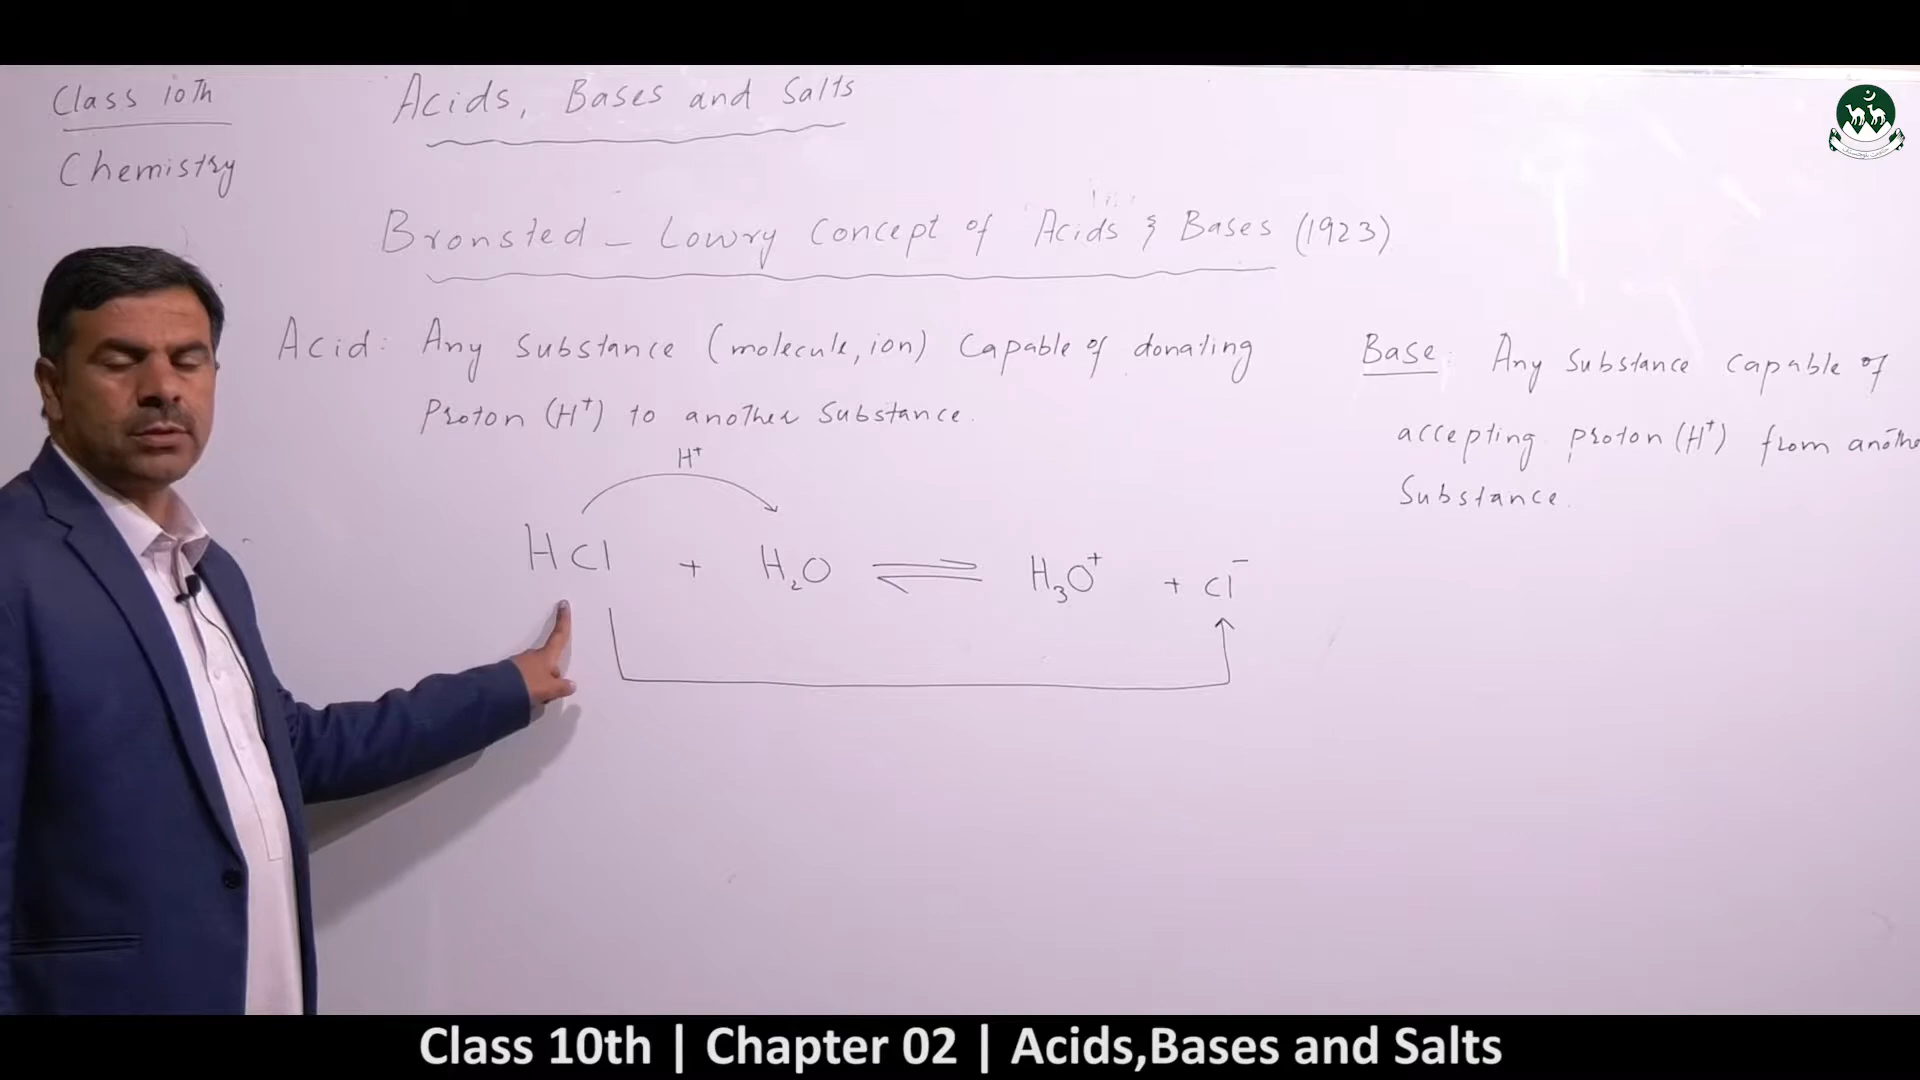 Class 10Th
Chemistry
Acids, Bases and Salts
Bronsted - Lowry Concept of Acids & Bases (1923)
Acid: Any Substance (molecule, ion) Capable of donating
Proton (H⁺) to another Substance.
Base: Any Substance Capable of
accepting proton (H⁺) from anothe
Substance.
H⁺
HCl + H₂O ⇌ H₃O⁺ + Cl⁻
Class 10th | Chapter 02 | Acids,Bases and Salts